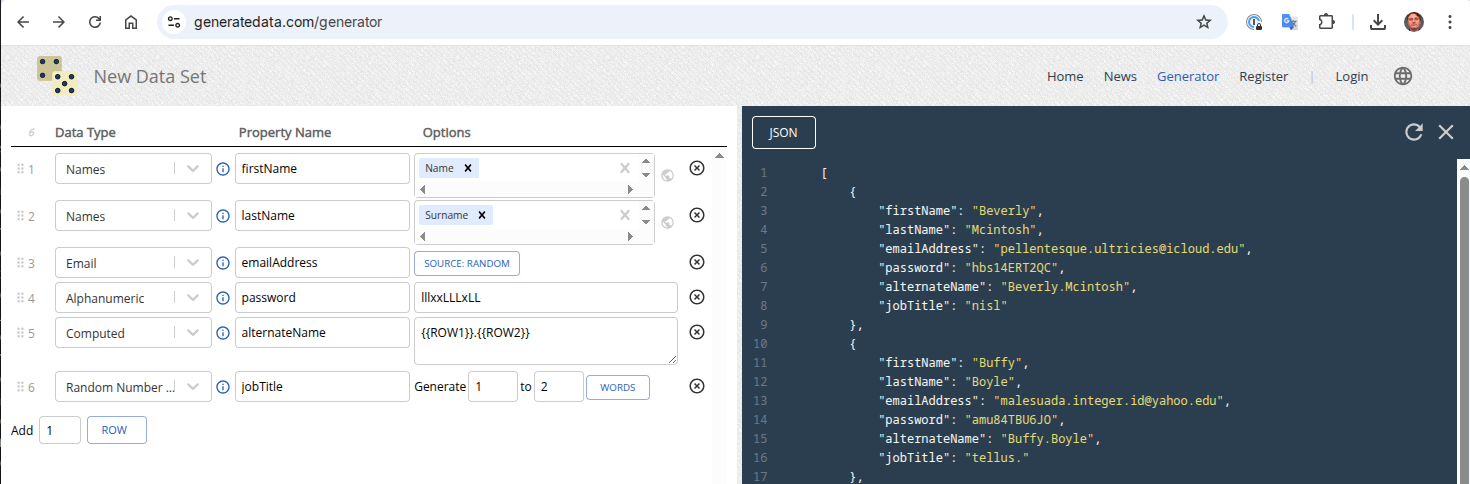 generatedata.com/generator
New Data Set
Home News Generator Register | Login
6 Data Type Property Name Options
1 Names firstName Name
2 Names lastName Surname
3 Email emailAddress SOURCE: RANDOM
4 Alphanumeric password lllxxLLLxLL
5 Computed alternateName {{ROW1}}.{{ROW2}}
6 Random Number ... jobTitle Generate 1 to 2 WORDS
Add 1 ROW
JSON
1 [
2 {
3 "firstName": "Beverly",
4 "lastName": "Mcintosh",
5 "emailAddress": "pellentesque.ultricies@icloud.edu",
6 "password": "hbs14ERT2QC",
7 "alternateName": "Beverly.Mcintosh",
8 "jobTitle": "nisl"
9 },
10 {
11 "firstName": "Buffy",
12 "lastName": "Boyle",
13 "emailAddress": "malesuada.integer.id@yahoo.edu",
14 "password": "amu84TBU6JO",
15 "alternateName": "Buffy.Boyle",
16 "jobTitle": "tellus."
17 },